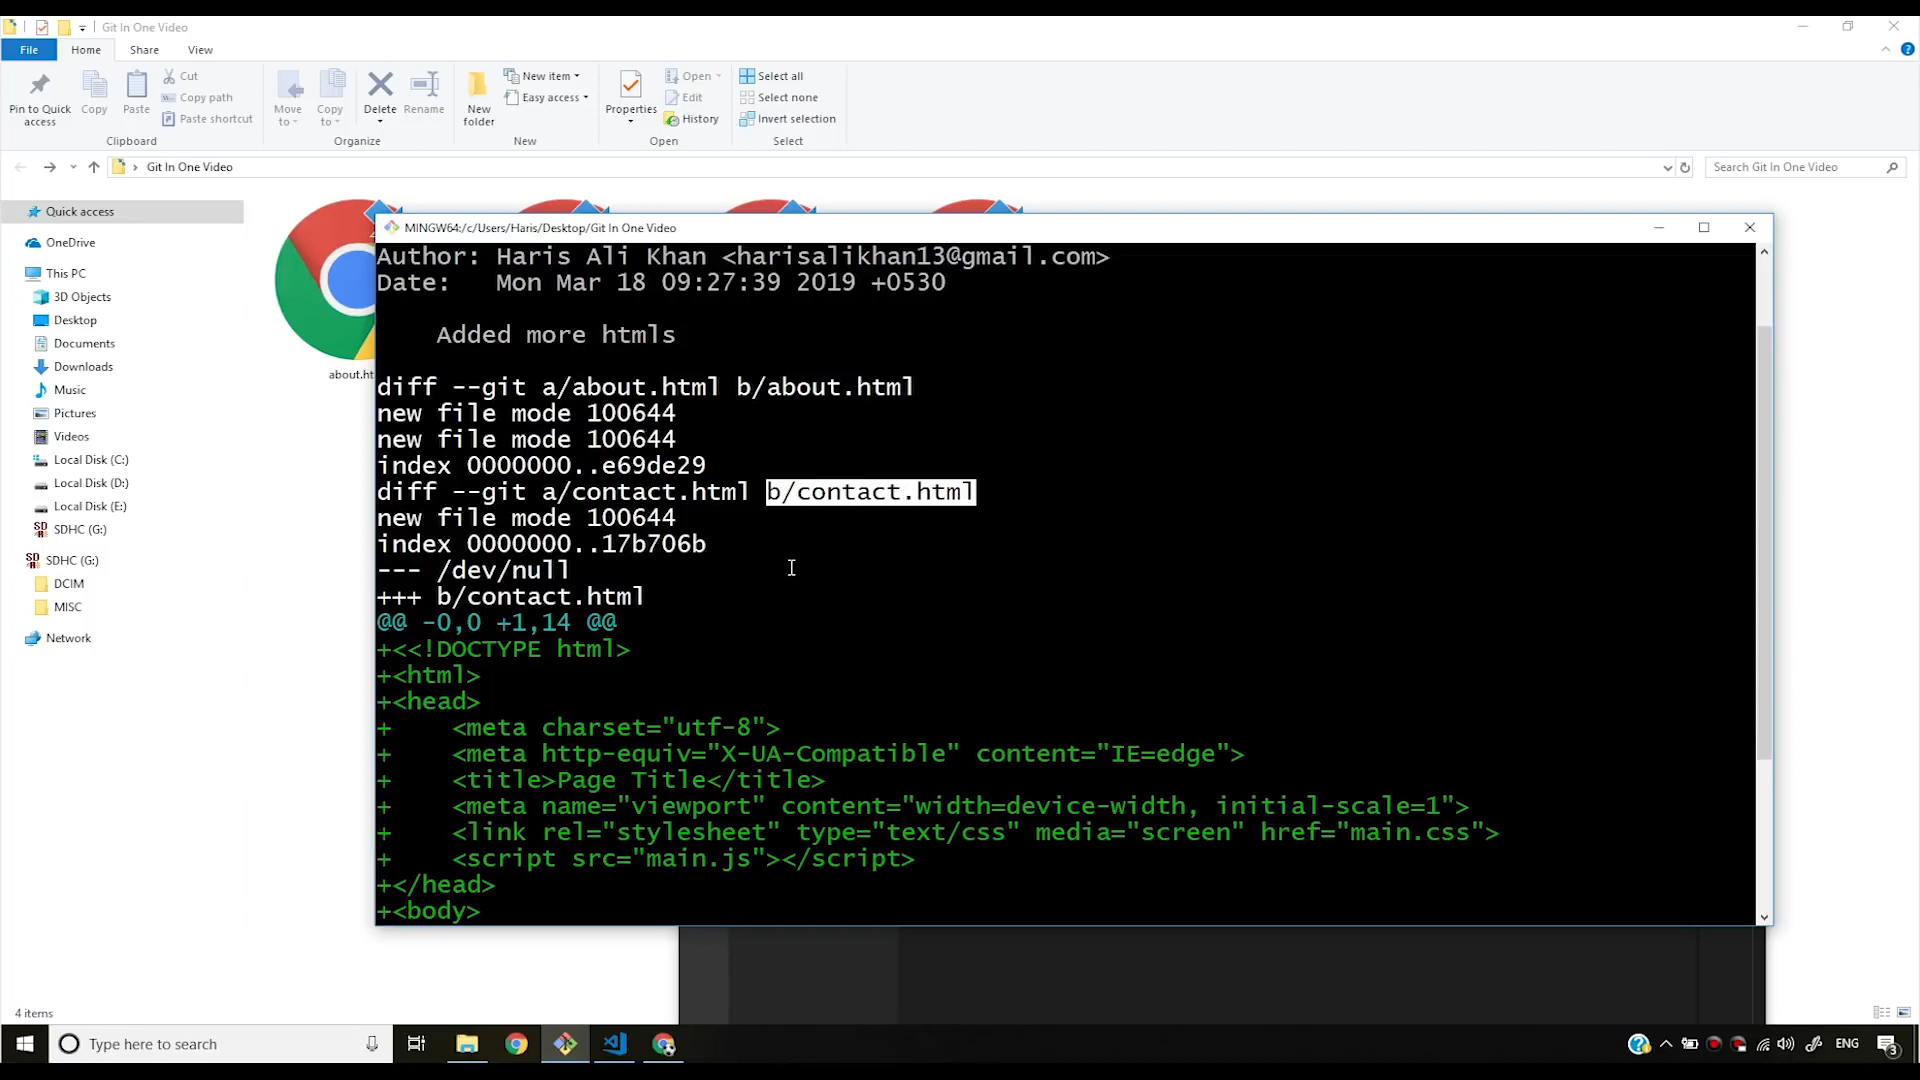 Git In One Video
File
Home
Share
View
Pin to Quick access
Copy
Paste
Cut
Copy path
Paste shortcut
Clipboard
Move to
Copy to
Delete
Rename
Organize
New folder
New item
Easy access
New
Properties
Open
Edit
History
Open
Select all
Select none
Invert selection
Select
Git In One Video
Search Git In One Video
Quick access
OneDrive
This PC
3D Objects
Desktop
Documents
Downloads
Music
Pictures
Videos
Local Disk (C:)
Local Disk (D:)
Local Disk (E:)
SDHC (G:)
SDHC (G:)
DCIM
MISC
Network
about.ht
MINGW64:/c/Users/Haris/Desktop/Git In One Video
Author: Haris Ali Khan <harisalikhan13@gmail.com>
Date:   Mon Mar 18 09:27:39 2019 +0530
Added more htmls
diff --git a/about.html b/about.html
new file mode 100644
new file mode 100644
index 0000000..e69de29
diff --git a/contact.html b/contact.html
new file mode 100644
index 0000000..17b706b
--- /dev/null
+++ b/contact.html
@@ -0,0 +1,14 @@
+<<!DOCTYPE html>
+<html>
+<head>
+    <meta charset="utf-8">
+    <meta http-equiv="X-UA-Compatible" content="IE=edge">
+    <title>Page Title</title>
+    <meta name="viewport" content="width=device-width, initial-scale=1">
+    <link rel="stylesheet" type="text/css" media="screen" href="main.css">
+    <script src="main.js"></script>
+</head>
+<body>
4 items
Type here to search
ENG
3